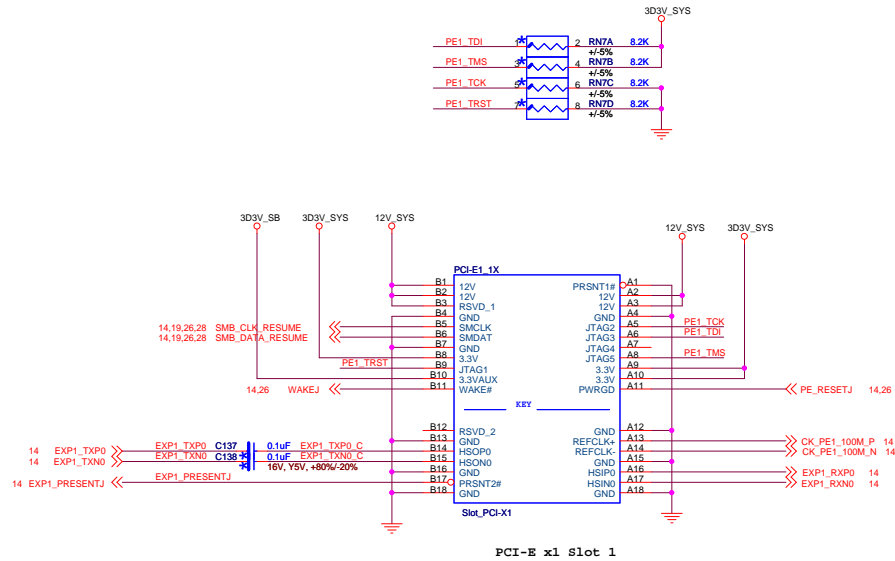 3D3V_SYS
PE1_TDI 1 * 2 RN7A 8.2K
+/-5%
PE1_TMS 3 4 RN7B 8.2K
+/-5%
PE1_TCK 5 * 6 RN7C 8.2K
+/-5%
PE1_TRST 7 8 RN7D 8.2K
+/-5%
3D3V_SB 3D3V_SYS 12V_SYS 12V_SYS 3D3V_SYS
PCI-E1_1X
B1 12V PRSNT1# A1
B2 12V 12V A2
B3 RSVD_1 12V A3
B4 GND GND A4
14,19,26,28 SMB_CLK_RESUME B5 SMCLK JTAG2 A5 PE1_TCK
14,19,26,28 SMB_DATA_RESUME B6 SMDAT JTAG3 A6 PE1_TDI
B7 GND JTAG4 A7
B8 3.3V JTAG5 A8 PE1_TMS
PE1_TRST B9 JTAG1 3.3V A9
B10 3.3VAUX 3.3V A10
14,26 WAKEJ B11 WAKE# PWRGD A11 PE_RESETJ 14,26
KEY
B12 RSVD_2 GND A12
B13 GND REFCLK+ A13 CK_PE1_100M_P 14
14 EXP1_TXP0 EXP1_TXP0 C137 0.1uF EXP1_TXP0_C B14 HSOP0 REFCLK- A14 CK_PE1_100M_N 14
14 EXP1_TXN0 EXP1_TXN0 C138 * 0.1uF EXP1_TXN0_C B15 HSON0 GND A15
16V, Y5V, +80%/-20% B16 GND HSIP0 A16 EXP1_RXP0 14
14 EXP1_PRESENTJ EXP1_PRESENTJ B17 PRSNT2# HSIN0 A17 EXP1_RXN0 14
B18 GND GND A18
Slot_PCI-X1
PCI-E x1 Slot 1